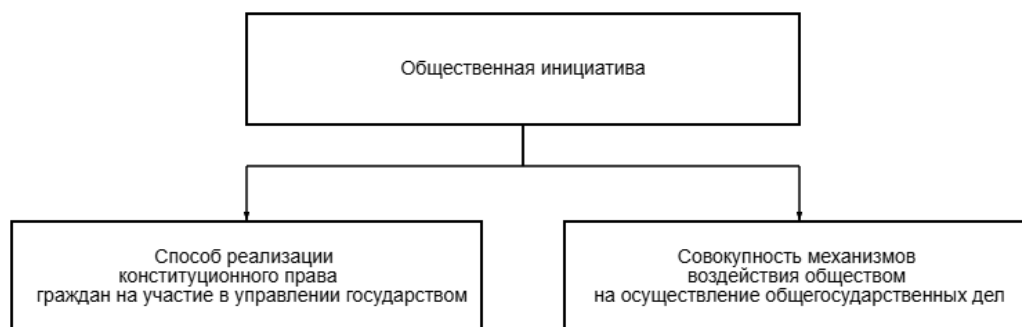 Общественная инициатива
Способ реализации
конституционного права
граждан на участие в управлении государством
Совокупность механизмов
воздействия обществом
на осуществление общегосударственных дел